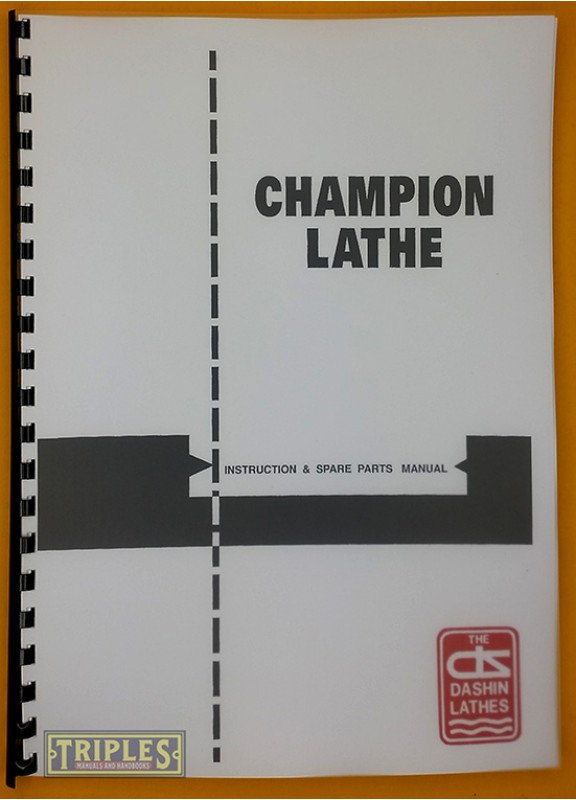 CHAMPION
LATHE
INSTRUCTION & SPARE PARTS MANUAL
THE
DASHIN
LATHES
TRIPLES
MANUALS AND HANDBOOKS